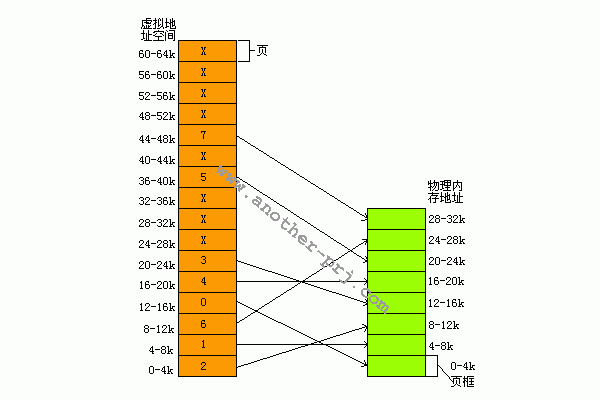 虚拟地
址空间
60-64k X 页
56-60k X
52-56k X
48-52k X
44-48k 7
40-44k X
36-40k 5
32-36k X
28-32k X
24-28k X
20-24k 3
16-20k 4
12-16k 0
8-12k 6
4-8k 1
0-4k 2
物理内
存地址
28-32k
24-28k
20-24k
16-20k
12-16k
8-12k
4-8k
0-4k
页框
www.another-prj.com